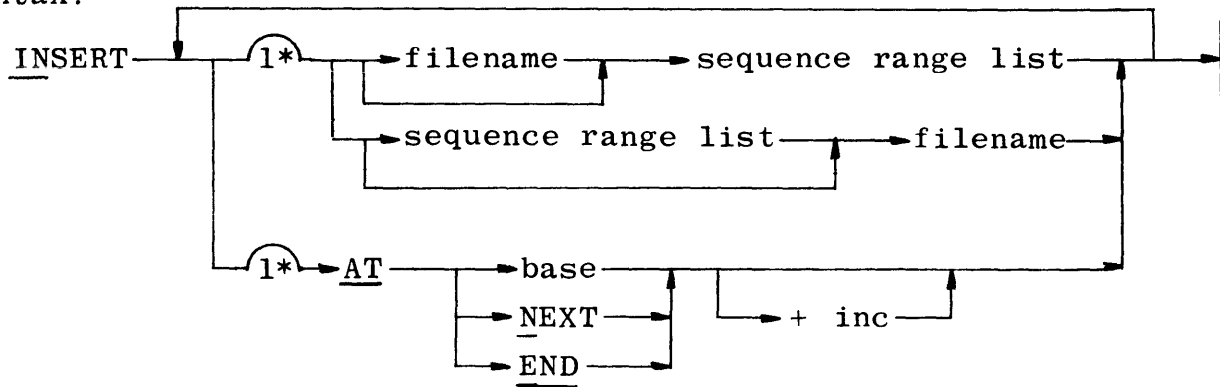 INSERT 1* filename sequence range list
sequence range list filename
1* AT base
NEXT + inc
END